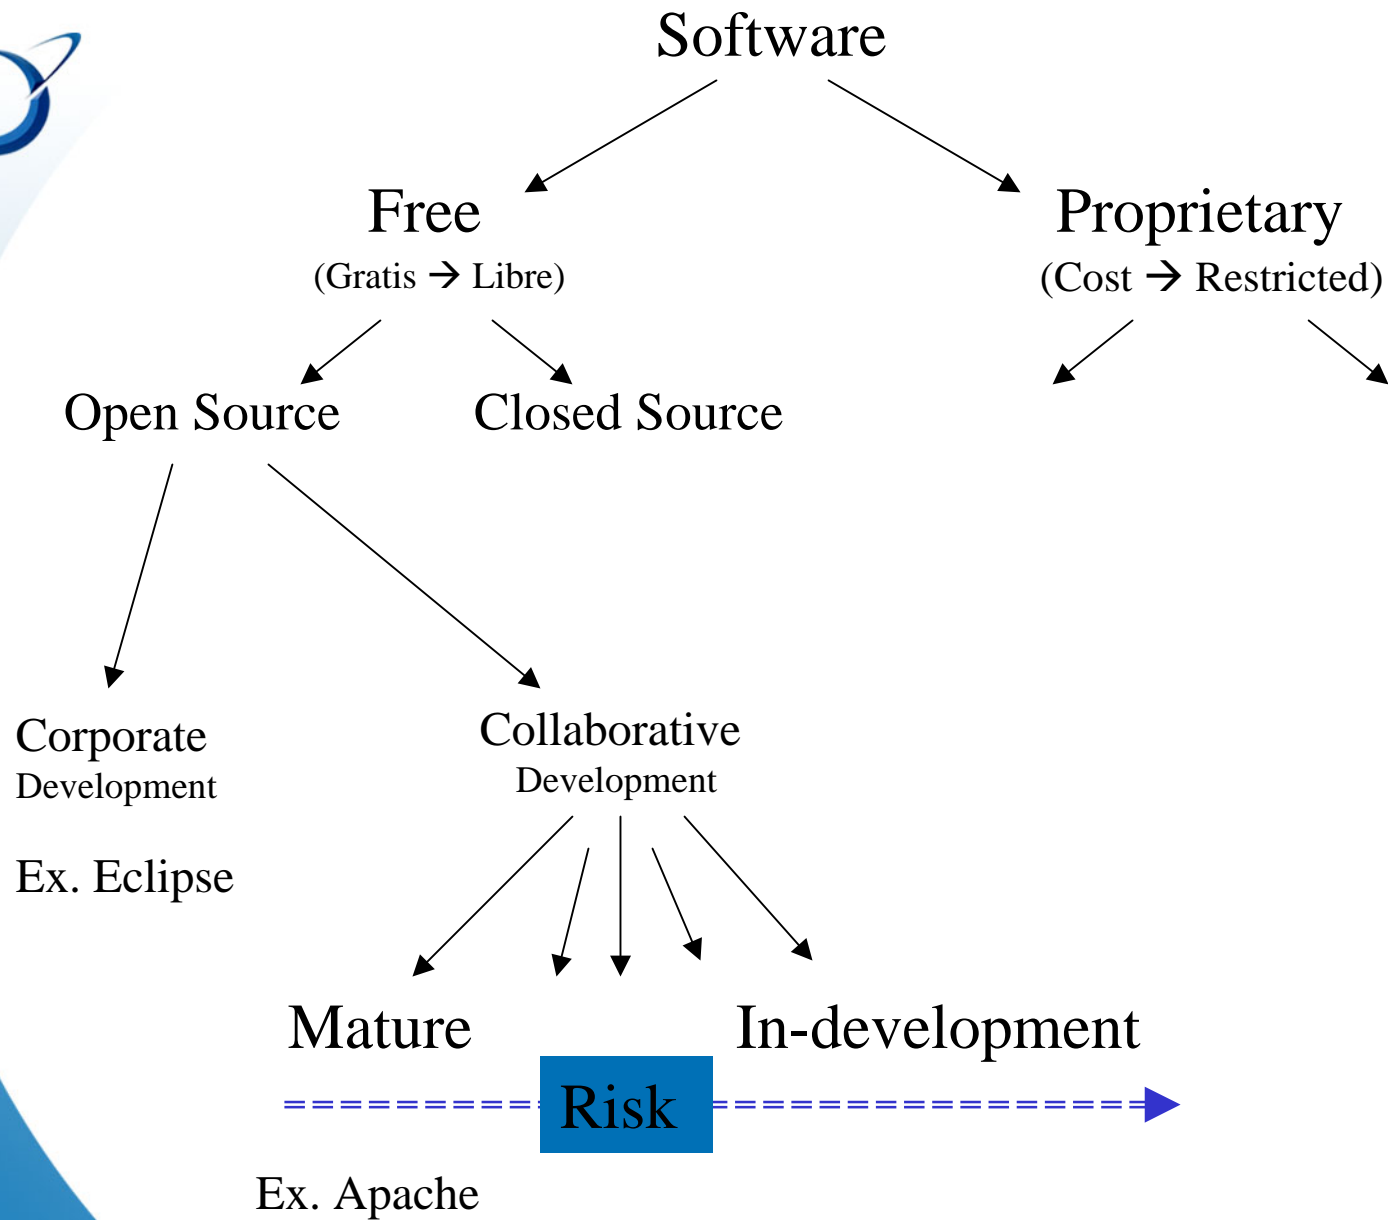 Software
Free
(Gratis → Libre)
Proprietary
(Cost → Restricted)
Open Source
Closed Source
Corporate
Development
Ex. Eclipse
Collaborative
Development
Mature
In-development
Risk
Ex. Apache